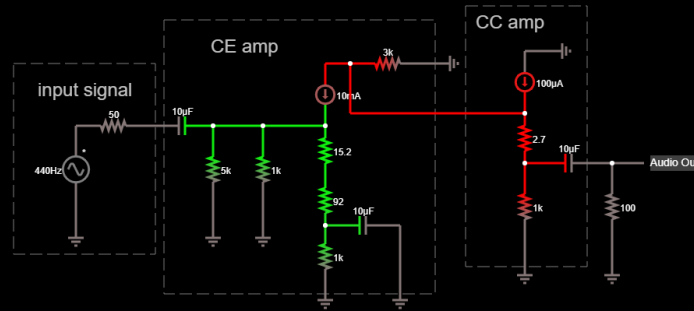 CE amp
CC amp
input signal
3k
50
10µF
10mA
100µA
440Hz
5k
1k
15.2
2.7
10µF
Audio Ou
92
10µF
1k
100
1k